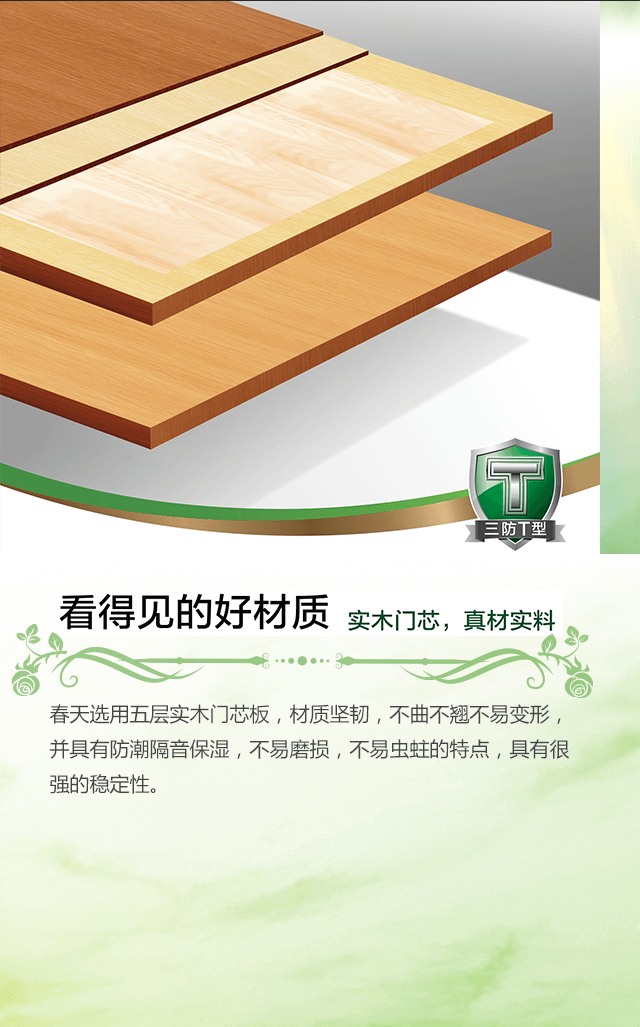 T
三防T型
看得见的好材质 实木门芯，真材实料
春天选用五层实木门芯板，材质坚韧，不曲不翘不易变形，
并具有防潮隔音保湿，不易磨损，不易虫蛀的特点，具有很
强的稳定性。